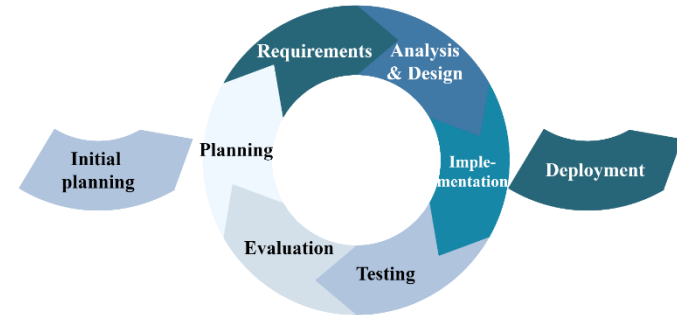 Initial
planning
Planning
Requirements
Analysis
& Design
Imple-
mentation
Testing
Evaluation
Deployment